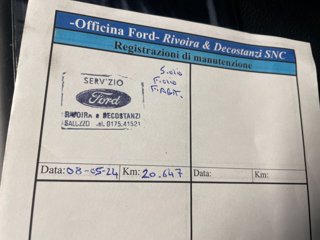 -Officina Ford- Rivoira & Decostanzi SNC
Registrazioni di manutenzione
SERVIZIO
Ford
RIVOIRA e DECOSTANZI
SALUZZO Tel. 0175.41521
S. olio
F. olio
F. ABIT
Data: 08-05-24 Km: 20.647 Data: Km: